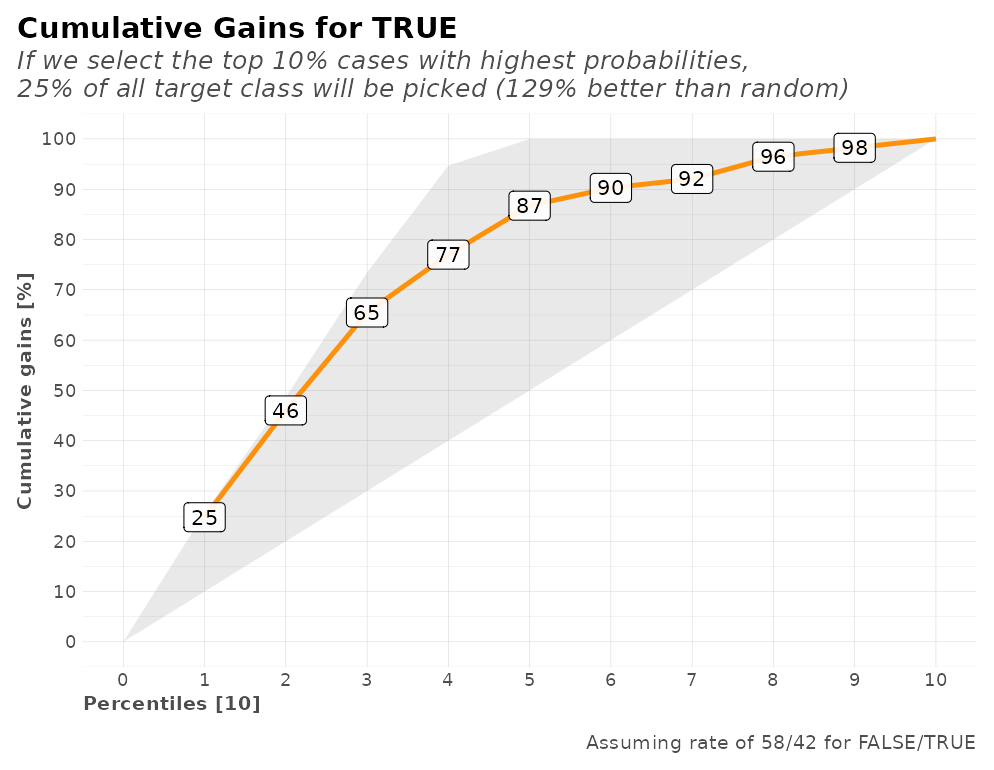 Cumulative Gains for TRUE
If we select the top 10% cases with highest probabilities,
25% of all target class will be picked (129% better than random)
Cumulative gains [%]
100
90
80
70
60
50
40
30
20
10
0
25
46
65
77
87
90
92
96
98
0 1 2 3 4 5 6 7 8 9 10
Percentiles [10]
Assuming rate of 58/42 for FALSE/TRUE